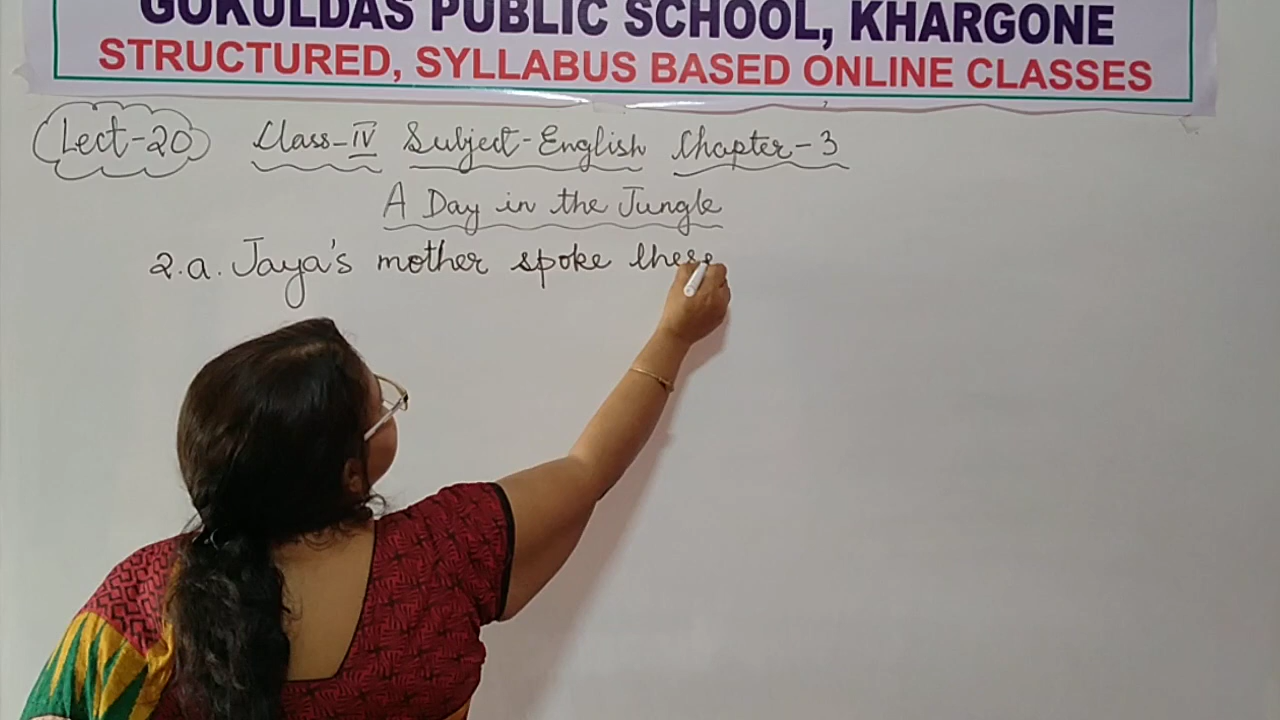 GOKULDAS PUBLIC SCHOOL, KHARGONE
STRUCTURED, SYLLABUS BASED ONLINE CLASSES
Lect-20 Class-IV Subject-English Chapter-3
A Day in the Jungle
2.a. Jaya's mother spoke these